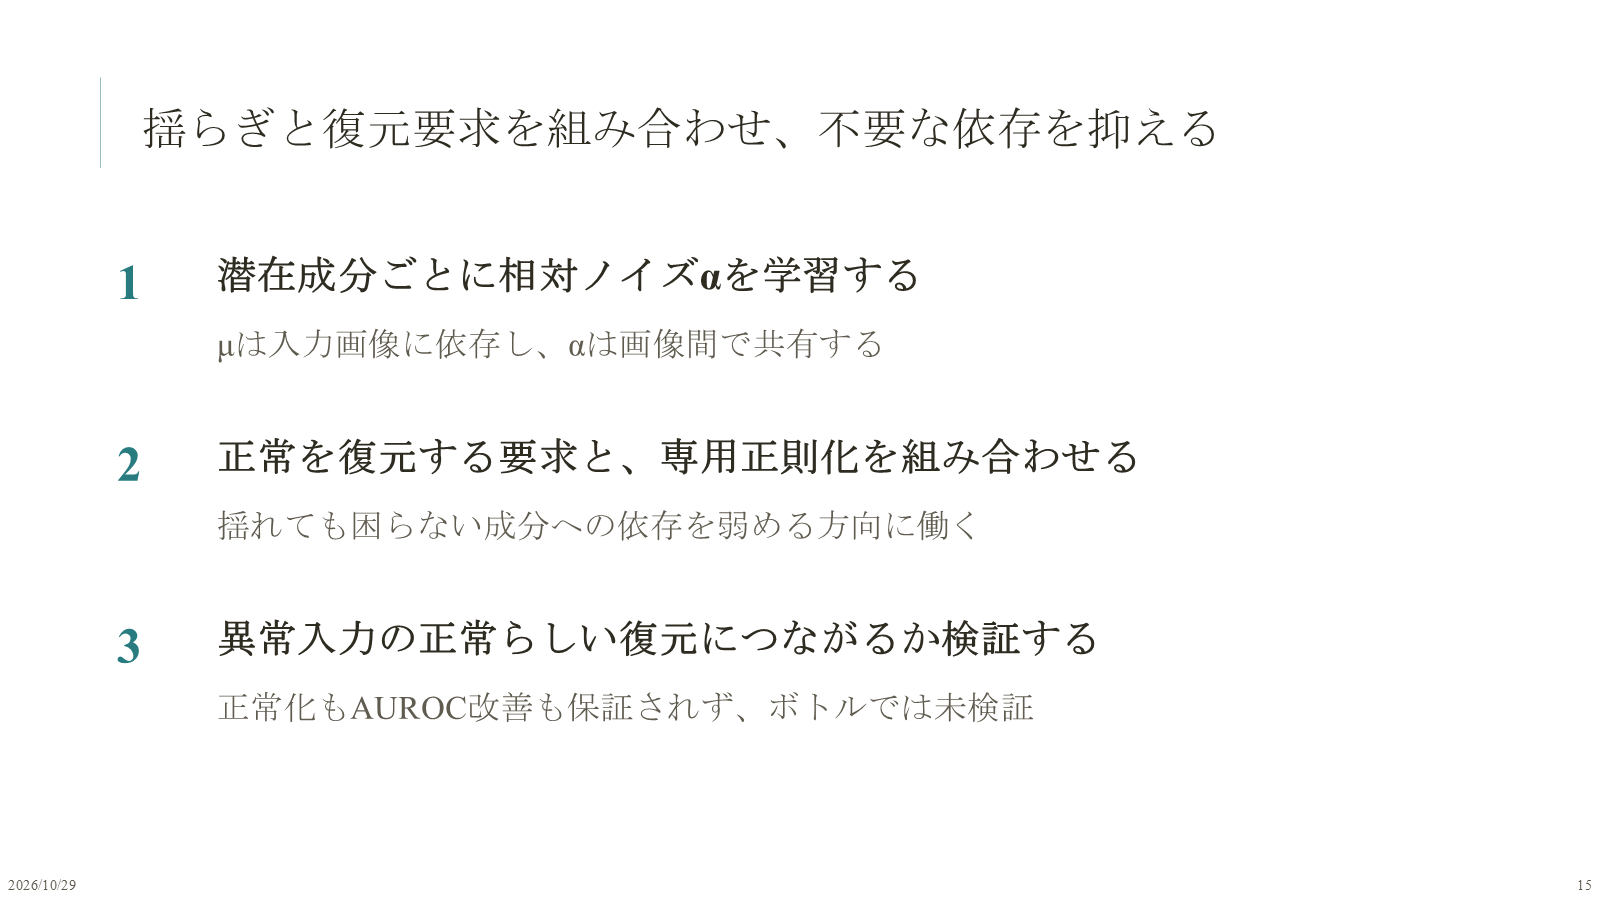 揺らぎと復元要求を組み合わせ、不要な依存を抑える
1
潜在成分ごとに相対ノイズαを学習する
μは入力画像に依存し、αは画像間で共有する
2
正常を復元する要求と、専用正則化を組み合わせる
揺れても困らない成分への依存を弱める方向に働く
3
異常入力の正常らしい復元につながるか検証する
正常化もAUROC改善も保証されず、ボトルでは未検証
2026/10/29
15